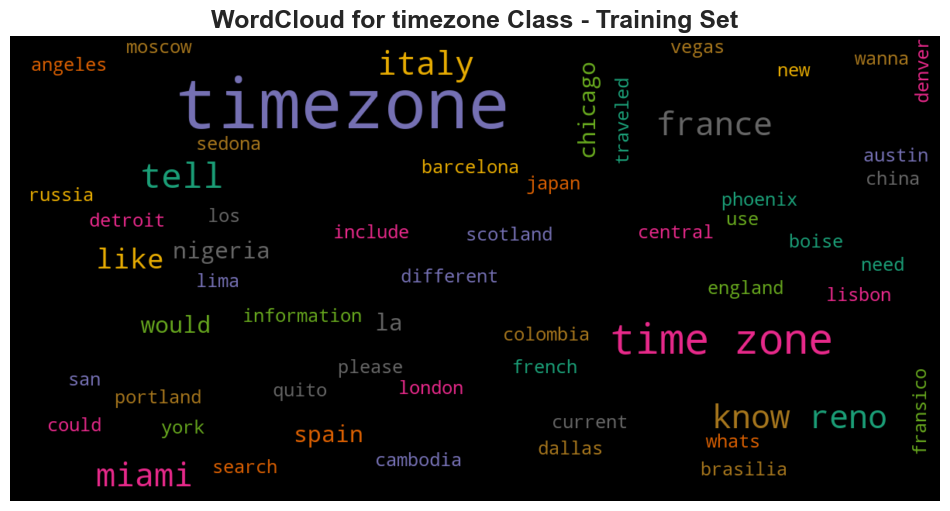 WordCloud for timezone Class - Training Set
moscow
vegas
angeles
italy
new
wanna
denver
timezone
chicago
traveled
france
sedona
tell
barcelona
japan
austin
china
russia
phoenix
detroit
los
use
include
scotland
central
boise
like
nigeria
need
lima
different
england
lisbon
would
information
la
colombia
time zone
san
please
french
portland
quito
london
fransico
could
york
spain
current
know
reno
whats
dallas
miami
search
cambodia
brasilia